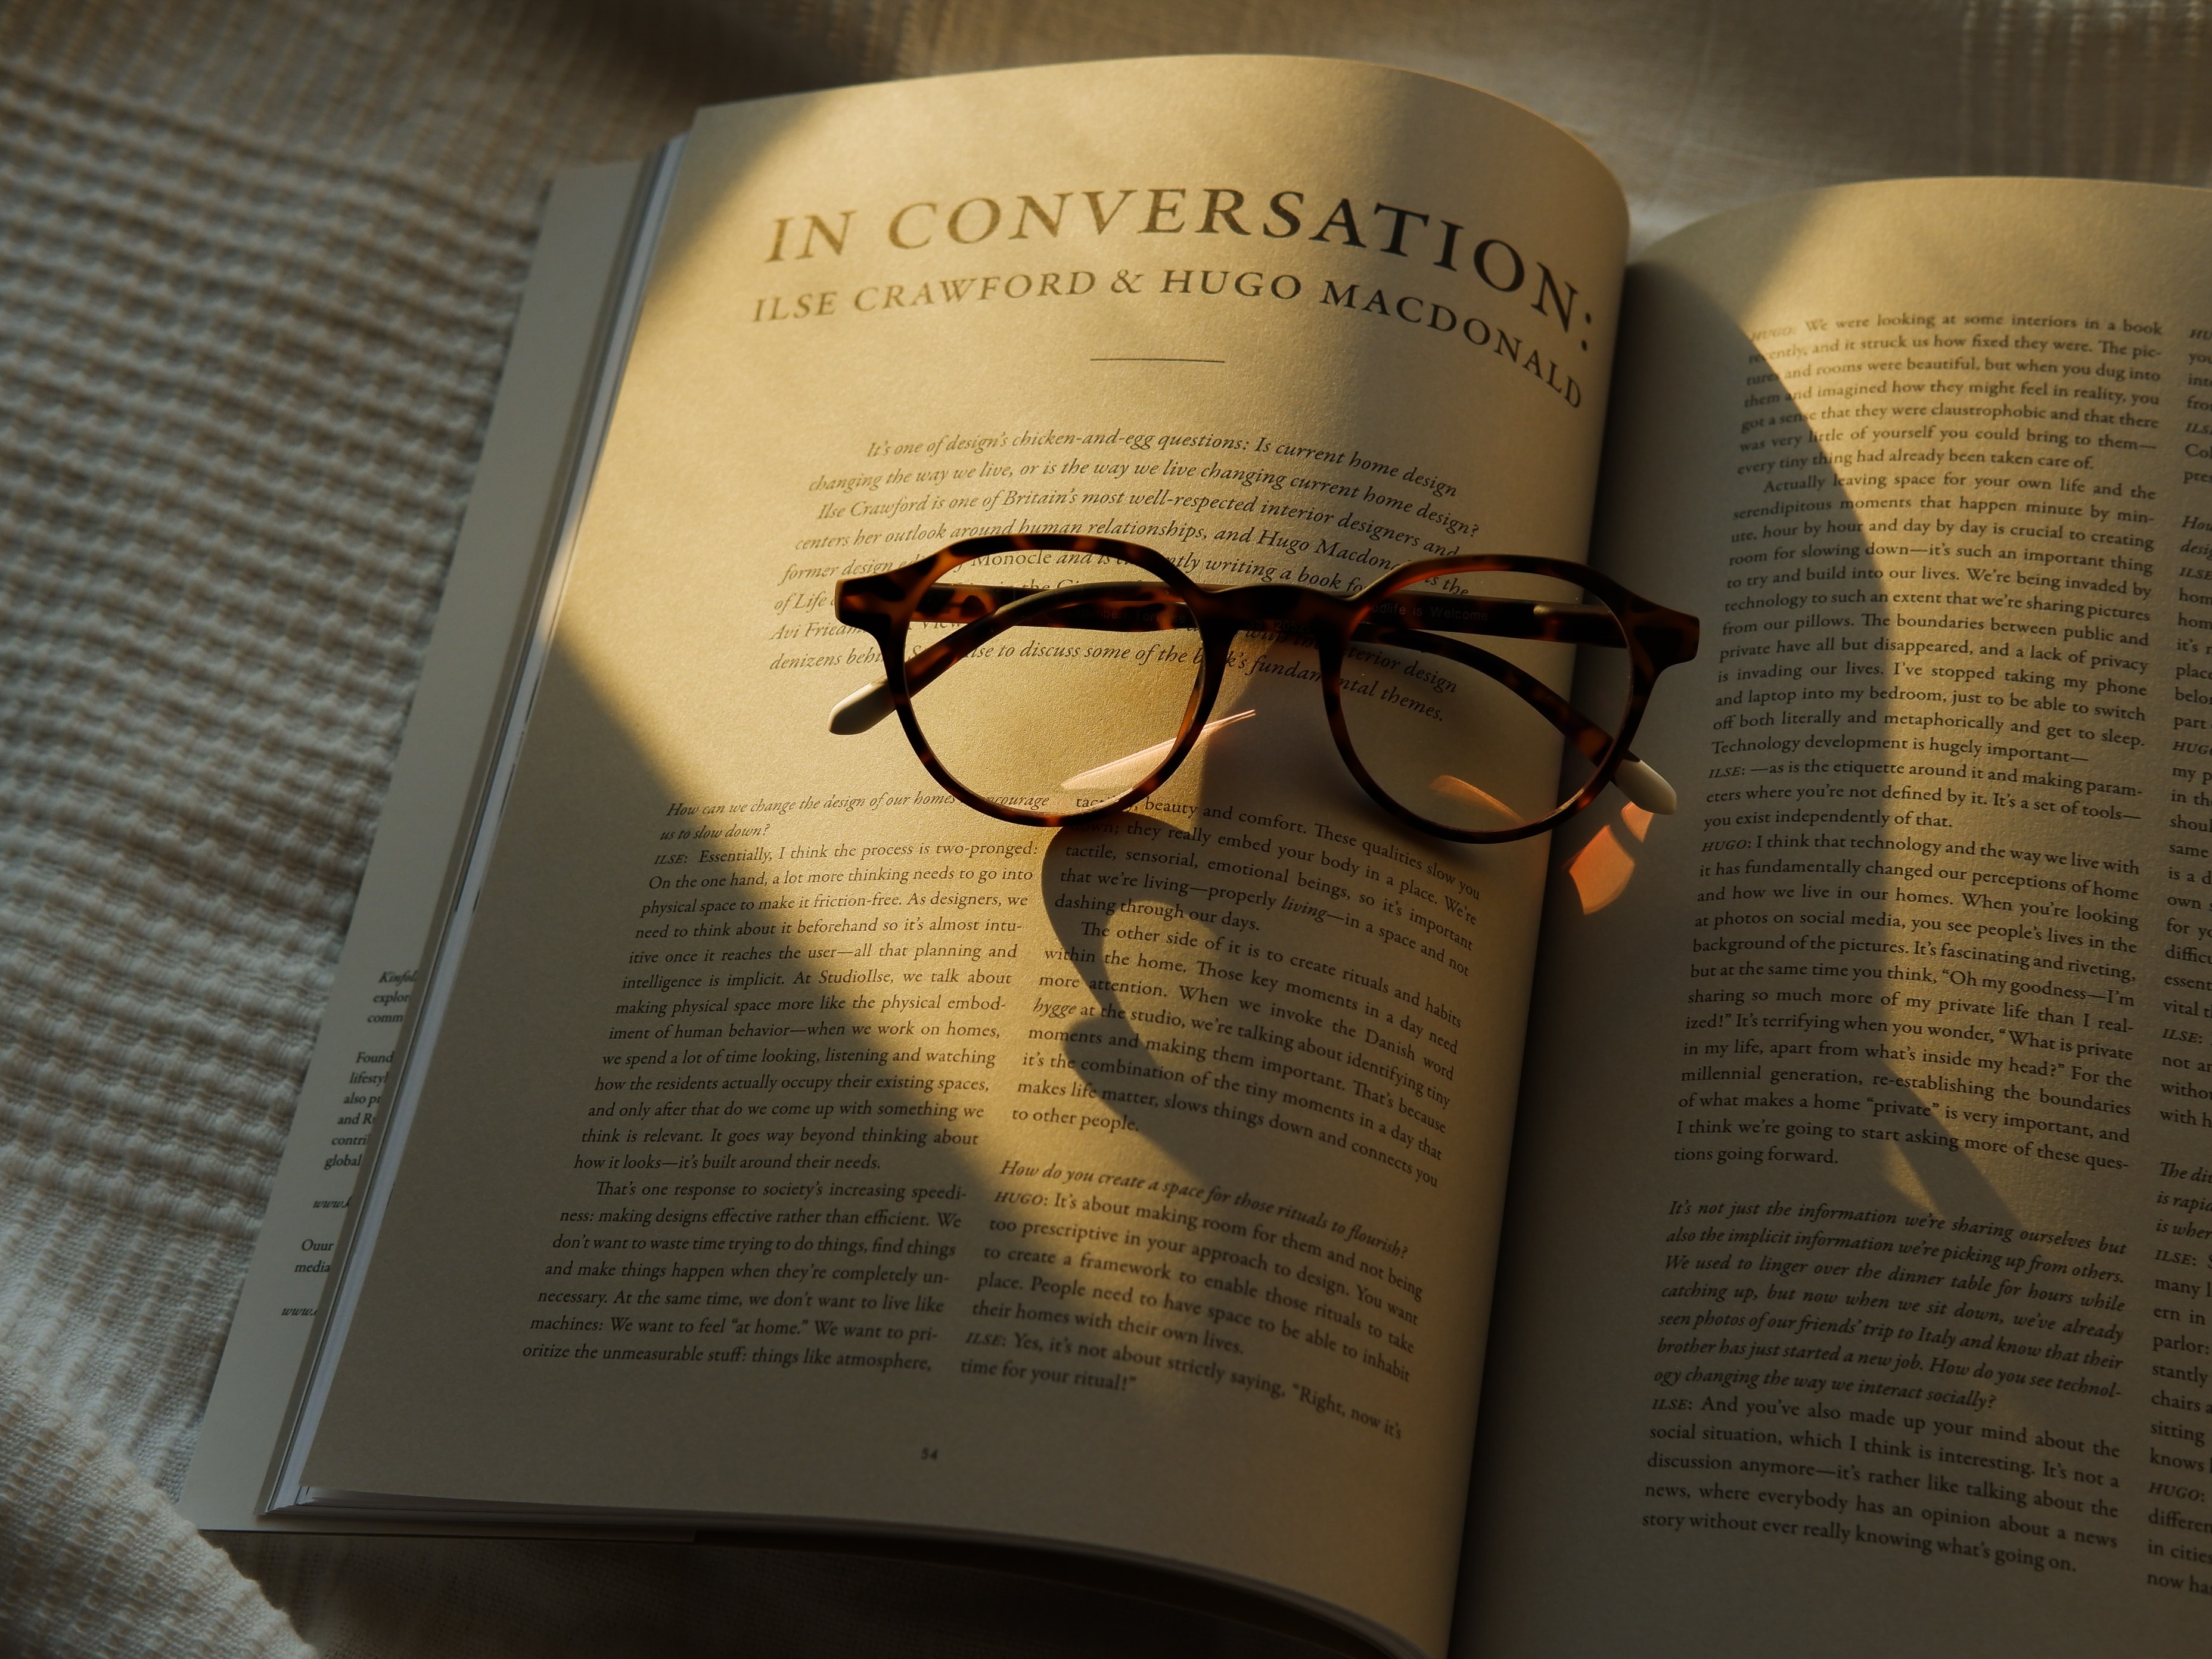 IN CONVERSATION:
ILSE CRAWFORD & HUGO MACDONALD
It's one of design's chicken-and-egg questions: Is current home design
changing the way we live, or is the way we live changing current home design?
Ilse Crawford is one of Britain's most well-respected interior designers and
centers her outlook around human relationships, and Hugo Macdonald is the
former design Monocle and is writing a book
of Life
Avi
denizens to discuss some of the book's fundamental themes.
interior design
How can we change the design of our homes encourage
us to slow down?
ILSE: Essentially, I think the process is two-pronged:
On the one hand, a lot more thinking needs to go into
physical space to make it friction-free. As designers, we
need to think about it beforehand so it's almost intu-
itive once it reaches the user—all that planning and
intelligence is implicit. At StudioIlse, we talk about
making physical space more like the physical embod-
iment of human behavior—when we work on homes,
we spend a lot of time looking, listening and watching
how the residents actually occupy their existing spaces,
and only after that do we come up with something we
think is relevant. It goes way beyond thinking about
how it looks—it's built around their needs.
That's one response to society's increasing speedi-
ness: making designs effective rather than efficient. We
don't want to waste time trying to do things, find things
and make things happen when they're completely un-
necessary. At the same time, we don't want to live like
machines: We want to feel “at home.” We want to pri-
oritize the unmeasurable stuff: things like atmosphere,
beauty and comfort. These qualities slow you
down; they really embed your body in a place. We're
tactile, sensorial, emotional beings, so it's important
that we're living—properly living—in a space and not
dashing through our days.
The other side of it is to create rituals and habits
within the home. Those key moments in a day need
more attention. When we invoke the Danish word
hygge at the studio, we're talking about identifying tiny
moments and making them important. That's because
it's the combination of the tiny moments in a day that
makes life matter, slows things down and connects you
to other people.
How do you create a space for those rituals to flourish?
HUGO: It's about making room for them and not being
too prescriptive in your approach to design. You want
to create a framework to enable those rituals to take
place. People need to have space to be able to inhabit
their homes with their own lives.
ILSE: Yes, it's not about strictly saying, “Right, now it's
time for your ritual!”
54
HUGO: We were looking at some interiors in a book
recently, and it struck us how fixed they were. The pic-
tures and rooms were beautiful, but when you dug into
them and imagined how they might feel in reality, you
got a sense that they were claustrophobic and that there
was very little of yourself you could bring to them—
every tiny thing had already been taken care of.
Actually leaving space for your own life and the
serendipitous moments that happen minute by min-
ute, hour by hour and day by day is crucial to creating
room for slowing down—it's such an important thing
to try and build into our lives. We're being invaded by
technology to such an extent that we're sharing pictures
from our pillows. The boundaries between public and
private have all but disappeared, and a lack of privacy
is invading our lives. I've stopped taking my phone
and laptop into my bedroom, just to be able to switch
off both literally and metaphorically and get to sleep.
Technology development is hugely important—
ILSE: —as is the etiquette around it and making param-
eters where you're not defined by it. It's a set of tools—
you exist independently of that.
HUGO: I think that technology and the way we live with
it has fundamentally changed our perceptions of home
and how we live in our homes. When you're looking
at photos on social media, you see people's lives in the
background of the pictures. It's fascinating and riveting,
but at the same time you think, “Oh my goodness—I'm
sharing so much more of my private life than I real-
ized!” It's terrifying when you wonder, “What is private
in my life, apart from what's inside my head?” For the
millennial generation, re-establishing the boundaries
of what makes a home “private” is very important, and
I think we're going to start asking more of these ques-
tions going forward.
It's not just the information we're sharing ourselves but
also the implicit information we're picking up from others.
We used to linger over the dinner table for hours while
catching up, but now when we sit down, we've already
seen photos of our friends' trip to Italy and know that their
brother has just started a new job. How do you see technol-
ogy changing the way we interact socially?
ILSE: And you've also made up your mind about the
social situation, which I think is interesting. It's not a
discussion anymore—it's rather like talking about the
news, where everybody has an opinion about a news
story without ever really knowing what's going on.